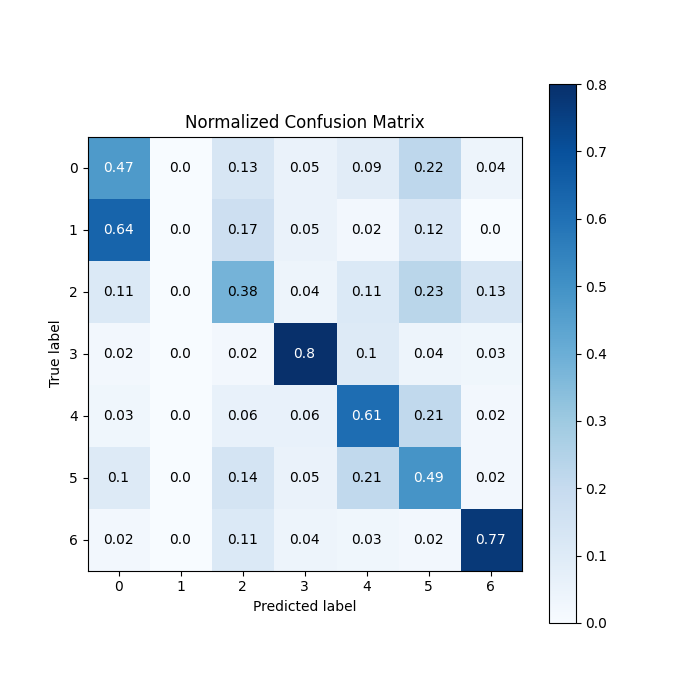 Normalized Confusion Matrix
True label
0 0.47 0.0 0.13 0.05 0.09 0.22 0.04
1 0.64 0.0 0.17 0.05 0.02 0.12 0.0
2 0.11 0.0 0.38 0.04 0.11 0.23 0.13
3 0.02 0.0 0.02 0.8 0.1 0.04 0.03
4 0.03 0.0 0.06 0.06 0.61 0.21 0.02
5 0.1 0.0 0.14 0.05 0.21 0.49 0.02
6 0.02 0.0 0.11 0.04 0.03 0.02 0.77
0 1 2 3 4 5 6
Predicted label
0.8
0.7
0.6
0.5
0.4
0.3
0.2
0.1
0.0